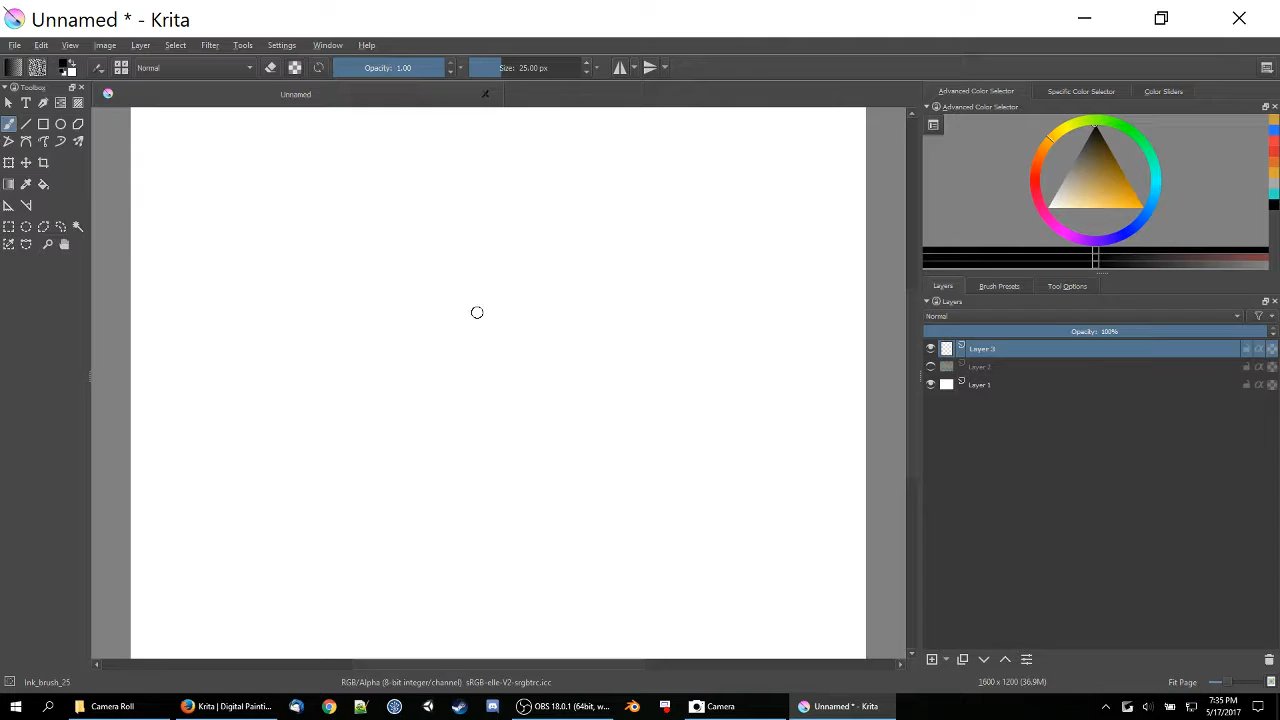 Unnamed * - Krita
File Edit View Image Layer Select Filter Tools Settings Window Help
Normal Opacity: 1.00 Size: 25.00 px
Toolbox
Unnamed
Advanced Color Selector Specific Color Selector Color Sliders
Advanced Color Selector
Layers Brush Presets Tool Options
Layers
Normal
Opacity: 100%
Layer 3
Layer 2
Layer 1
Ink_brush_25 RGB/Alpha (8-bit integer/channel) sRGB-elle-V2-srgbtrc.icc 1600 x 1200 (36.9M) Fit Page
Camera Roll Krita | Digital Painti... OBS 18.0.1 (64bit, w... Camera Unnamed * - Krita 7:35 PM
5/17/2017